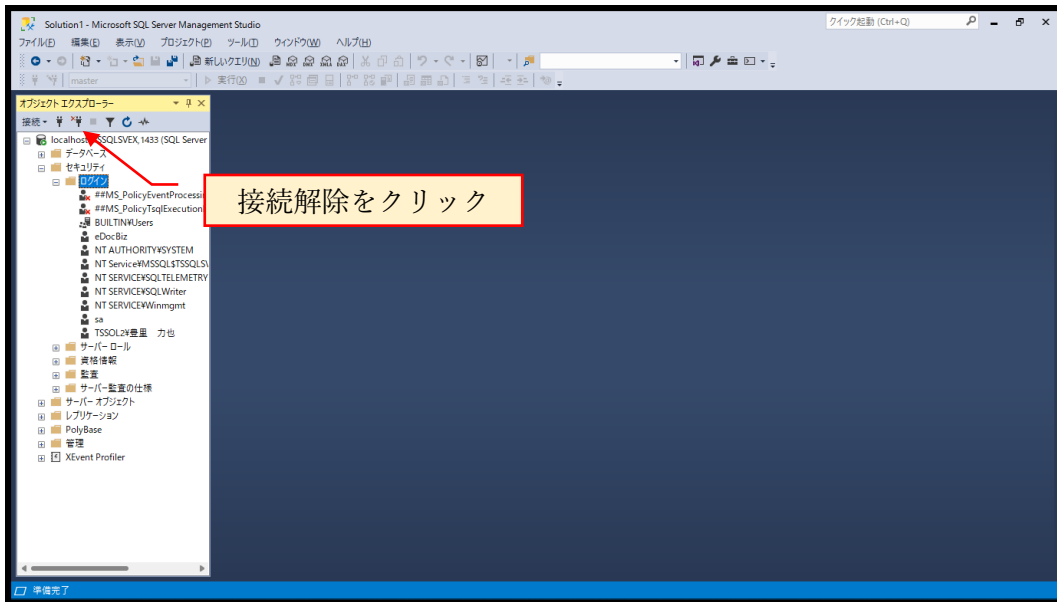 Solution1 - Microsoft SQL Server Management Studio
クイック起動 (Ctrl+Q)
ファイル(F) 編集(E) 表示(V) プロジェクト(P) ツール(T) ウィンドウ(W) ヘルプ(H)
新しいクエリ(N)
master
実行(X)
オブジェクト エクスプローラー
接続
localhost SSQLSVEX,1433 (SQL Server
データベース
セキュリティ
ログイン
##MS_PolicyEventProcessin
##MS_PolicyTsqlExecution
BUILTIN¥Users
eDocBiz
NT AUTHORITY¥SYSTEM
NT Service¥MSSQL$TSSQLSV
NT SERVICE¥SQLTELEMETRY
NT SERVICE¥SQLWriter
NT SERVICE¥Winmgmt
sa
TSSOL2¥豊里 力也
サーバー ロール
資格情報
監査
サーバー監査の仕様
サーバー オブジェクト
レプリケーション
PolyBase
管理
XEvent Profiler
接続解除をクリック
準備完了